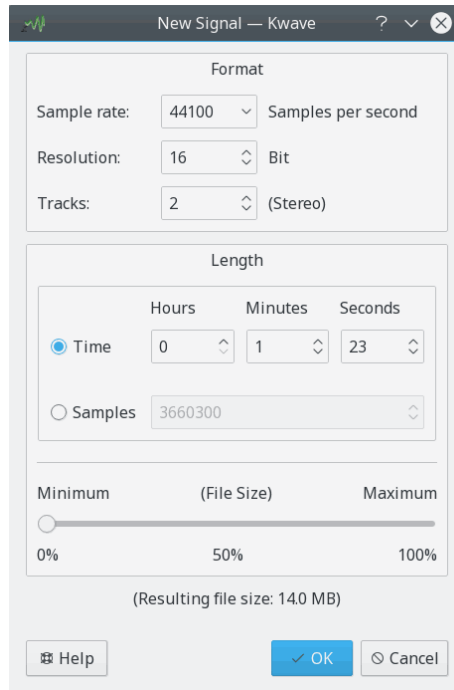 New Signal — Kwave
Format
Sample rate: 44100 Samples per second
Resolution: 16 Bit
Tracks: 2 (Stereo)
Length
Hours Minutes Seconds
Time 0 1 23
Samples 3660300
Minimum (File Size) Maximum
0% 50% 100%
(Resulting file size: 14.0 MB)
Help OK Cancel